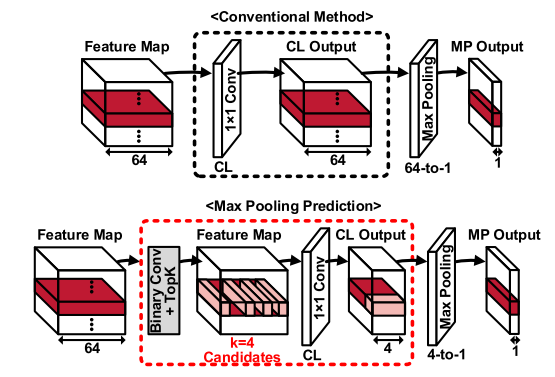 <Conventional Method>
Feature Map
CL Output
MP Output
1×1 Conv
Max Pooling
64
CL
64
64-to-1
1
<Max Pooling Prediction>
Feature Map
Feature Map
CL Output
MP Output
Binary Conv
+ TopK
1×1 Conv
Max Pooling
64
k=4
Candidates
CL
4
4-to-1
1